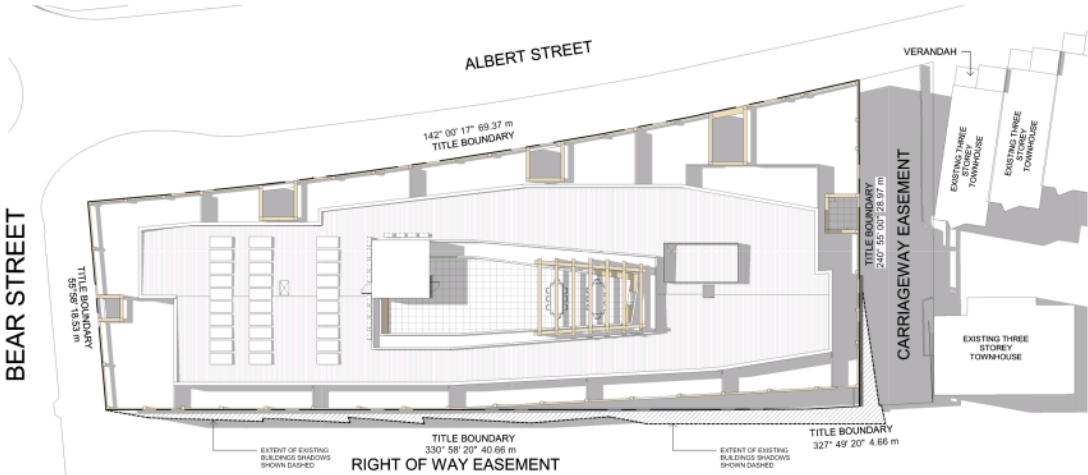 ALBERT STREET
VERANDAH
142° 00' 17" 69.37 m
TITLE BOUNDARY
EXISTING THREE
STOREY
TOWNHOUSE
EXISTING THREE
STOREY
TOWNHOUSE
BEAR STREET
TITLE BOUNDARY
55°58' 18.53 m
TITLE BOUNDARY
240° 55' 00" 28.97 m
CARRIAGEWAY EASEMENT
EXISTING THREE
STOREY
TOWNHOUSE
TITLE BOUNDARY
330° 58' 20" 40.66 m
RIGHT OF WAY EASEMENT
EXTENT OF EXISTING
BUILDINGS SHADOWS
SHOWN DASHED
EXTENT OF EXISTING
BUILDINGS SHADOWS
SHOWN DASHED
TITLE BOUNDARY
327° 49' 20" 4.66 m